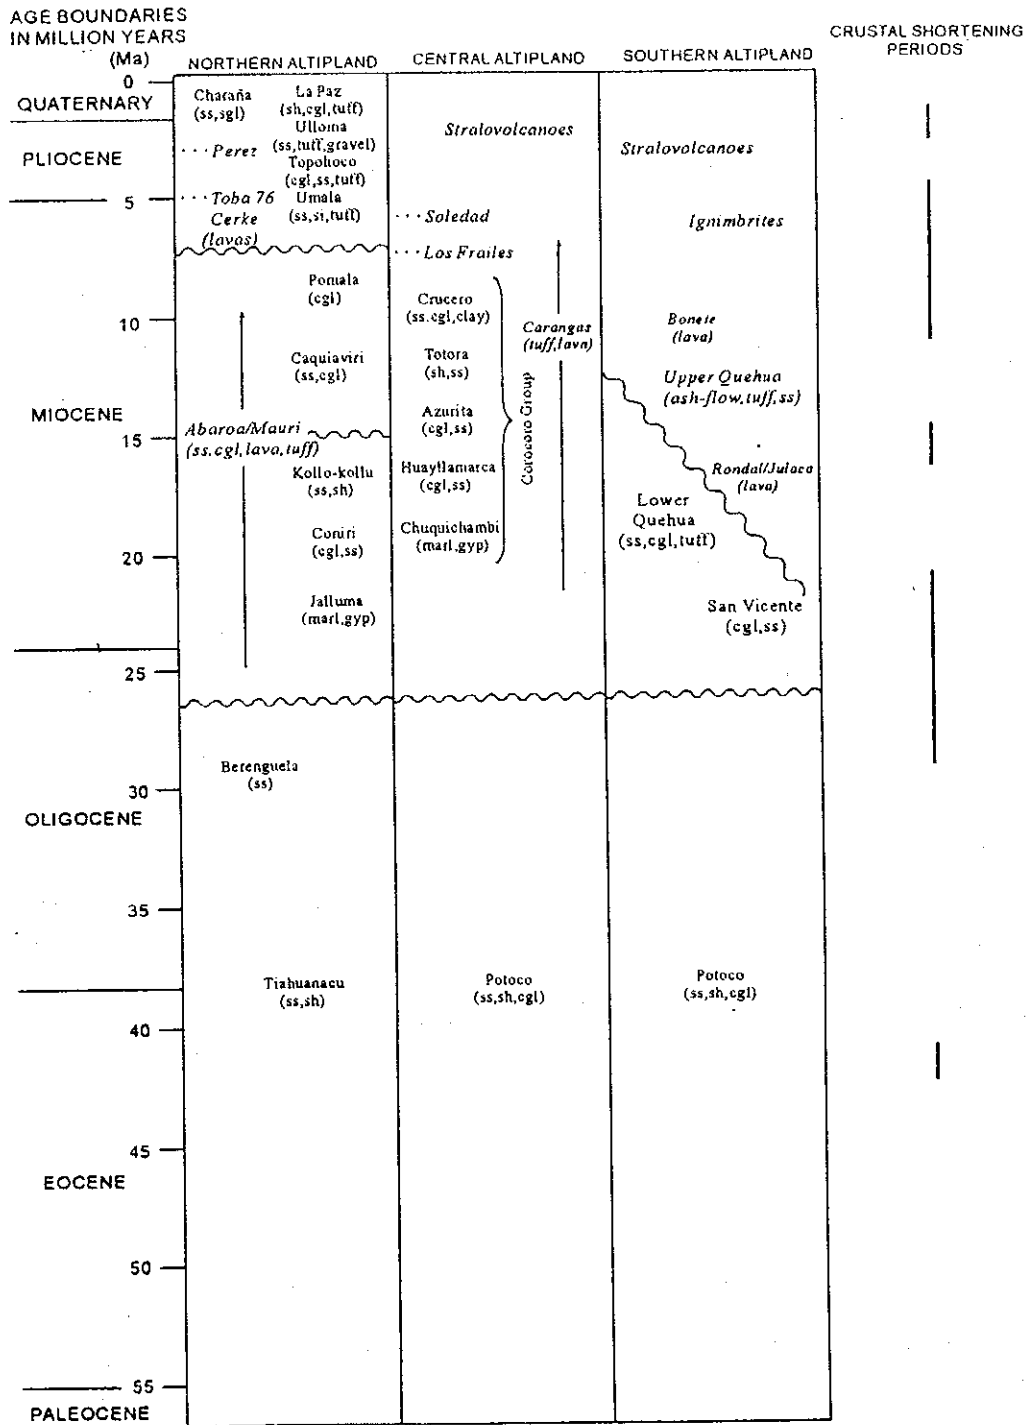 AGE BOUNDARIES
IN MILLION YEARS
(Ma)
NORTHERN ALTIPLAND
CENTRAL ALTIPLAND
SOUTHERN ALTIPLAND
CRUSTAL SHORTENING
PERIODS
0
QUATERNARY
PLIOCENE
5
10
MIOCENE
15
20
25
30
OLIGOCENE
35
40
45
EOCENE
50
55
PALEOCENE
Charaña
(ss,sgl)
La Paz
(sh,cgl,tuff)
Ulloma
(ss,tuff,gravel)
··· Perez
Topohoco
(cgl,ss,tuff)
··· Toba 76
Umala
(ss,si,tuff)
Cerke
(lavas)
Pomala
(cgl)
Caquiaviri
(ss,cgl)
Abaroa/Mauri
(ss,cgl,lava,tuff)
Kollo-kollu
(ss,sh)
Coniri
(cgl,ss)
Jalluma
(marl,gyp)
Berenguela
(ss)
Tiahuanacu
(ss,sh)
Stralovolcanoes
··· Soledad
··· Los Frailes
Crucero
(ss.cgl,clay)
Totora
(sh,ss)
Azurita
(cgl,ss)
Huayllamarca
(cgl,ss)
Chuquichambi
(marl,gyp)
Corocoro Group
Carangas
(tuff,lava)
Potoco
(ss,sh,cgl)
Stralovolcanoes
Ignimbrites
Bonete
(lava)
Upper Quehua
(ash-flow,tuff,ss)
Rondal/Julaca
(lava)
Lower
Quehua
(ss,cgl,tuff)
San Vicente
(cgl,ss)
Potoco
(ss,sh,cgl)